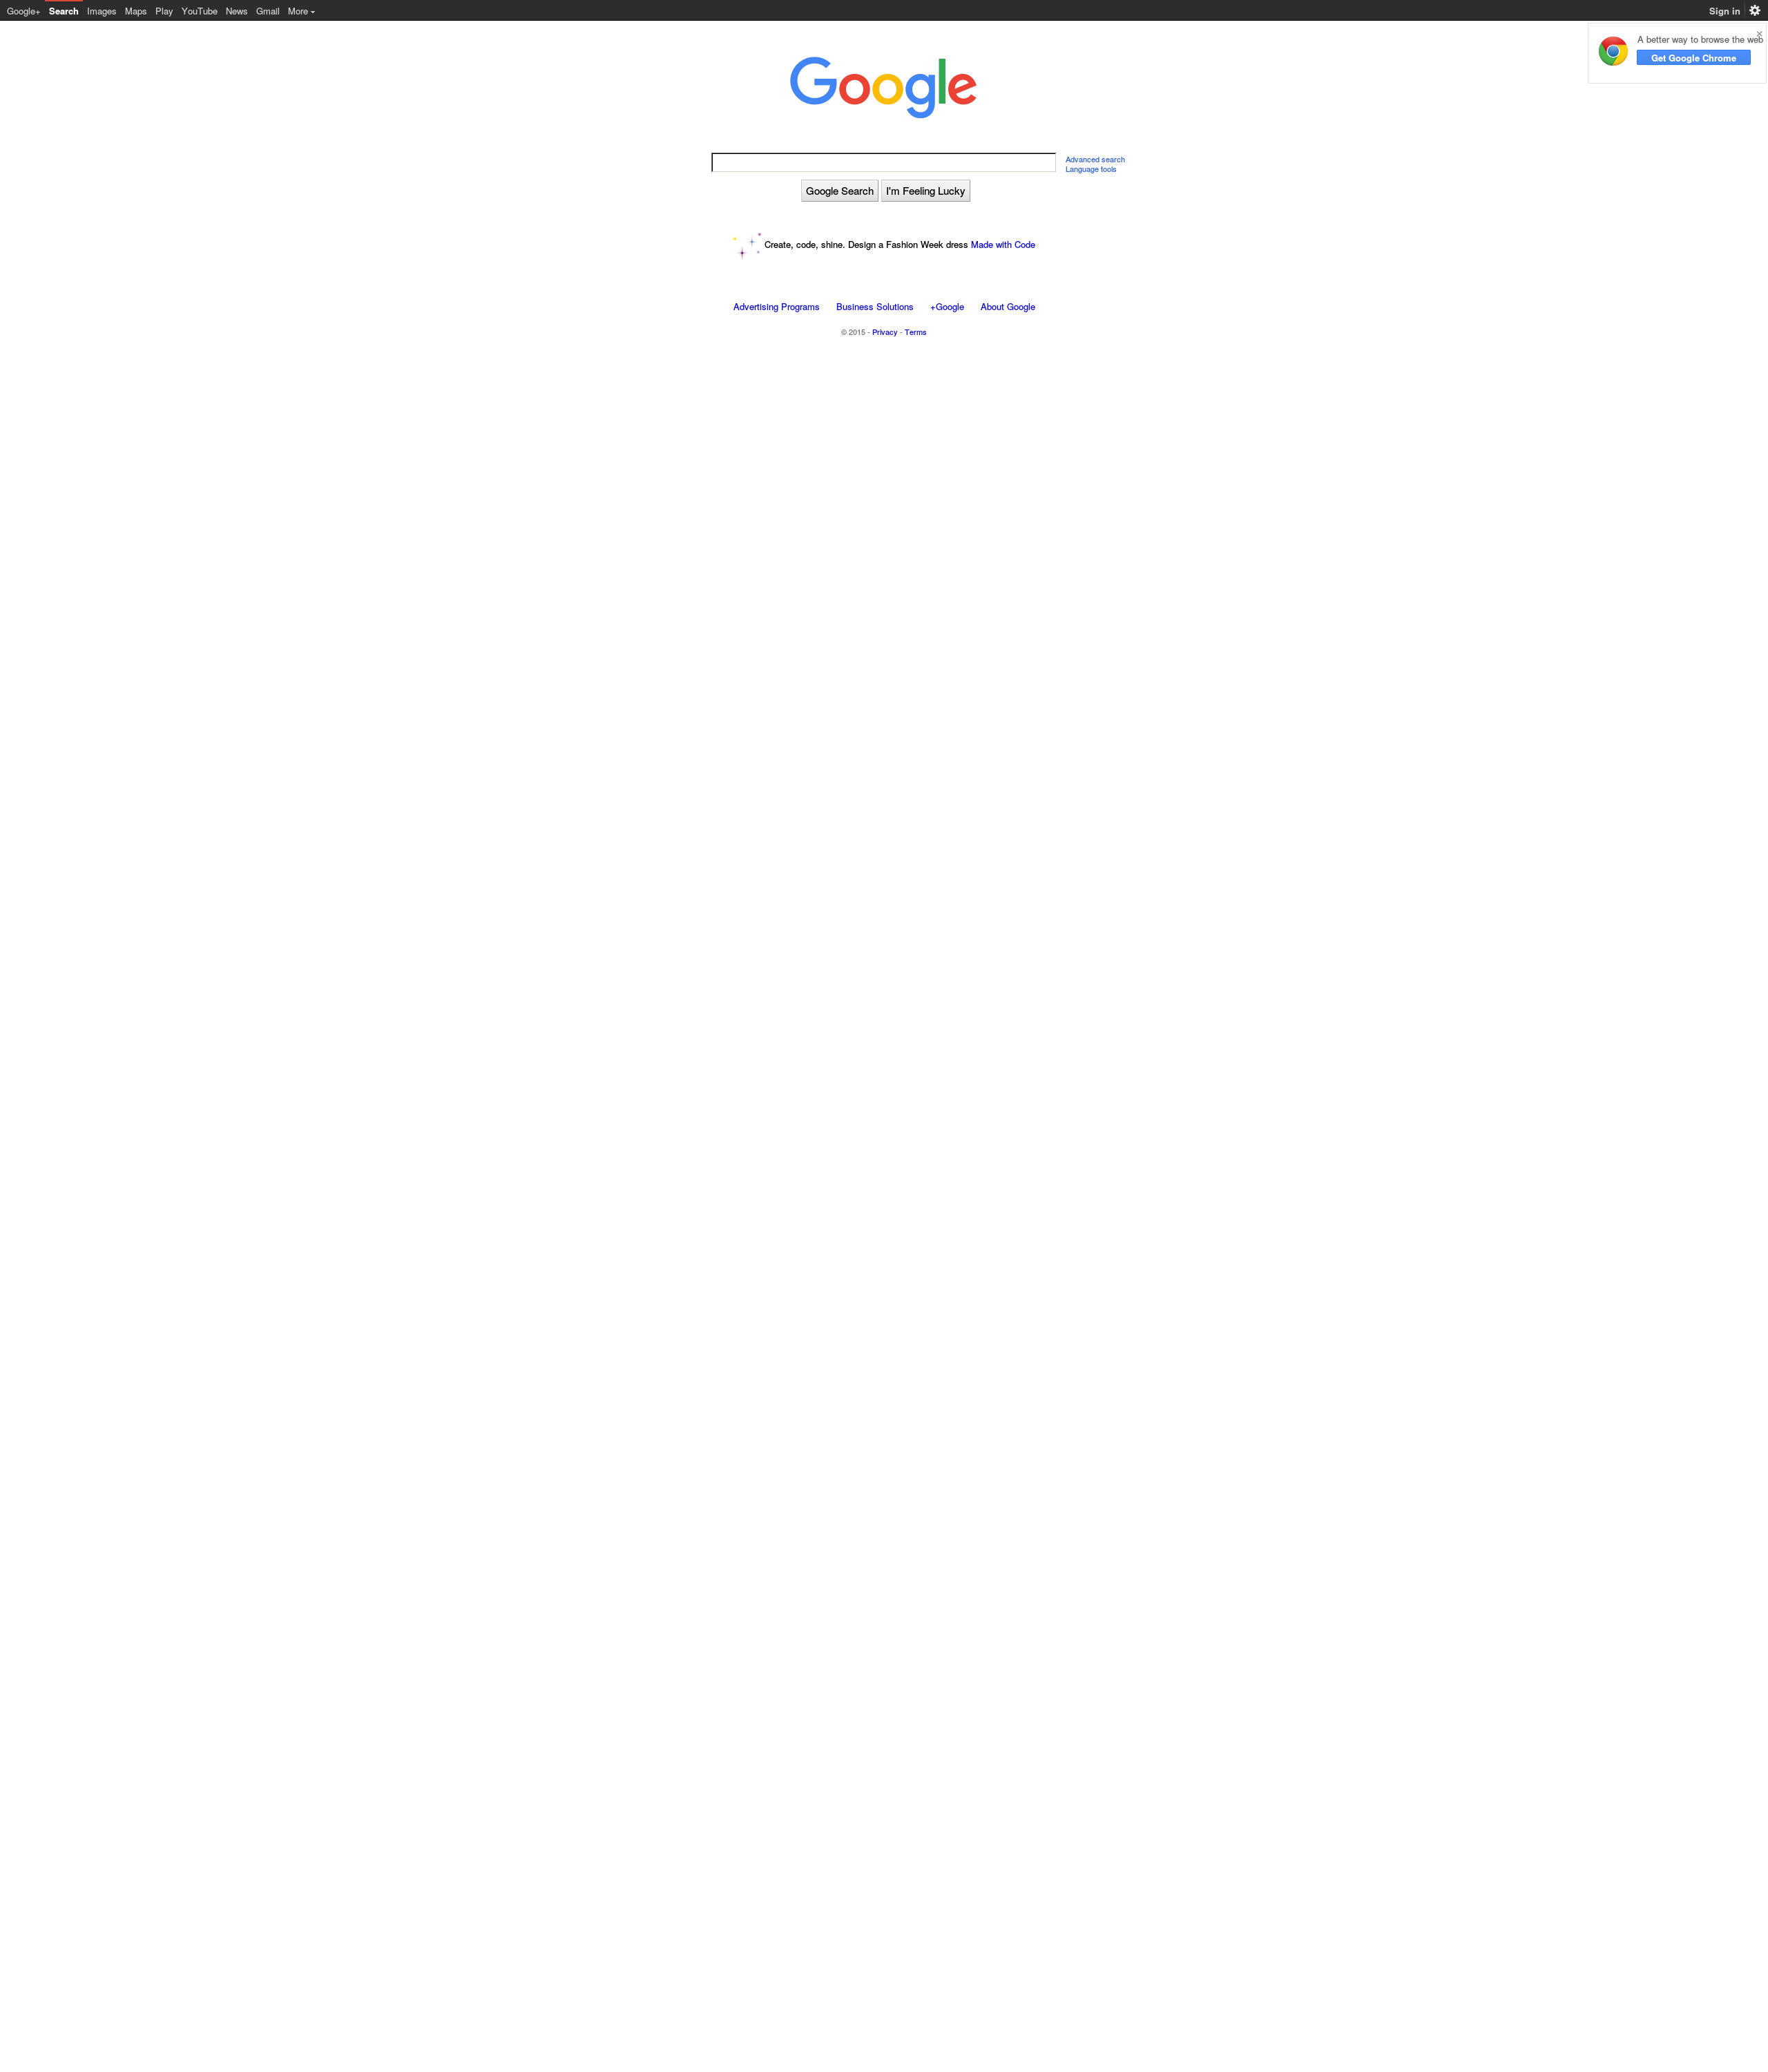 Google+ Search Images Maps Play YouTube News Gmail More Sign in
A better way to browse the web ×
Get Google Chrome
Google
Advanced search
Language tools
Google Search I'm Feeling Lucky
Create, code, shine. Design a Fashion Week dress Made with Code
Advertising Programs Business Solutions +Google About Google
© 2015 - Privacy - Terms